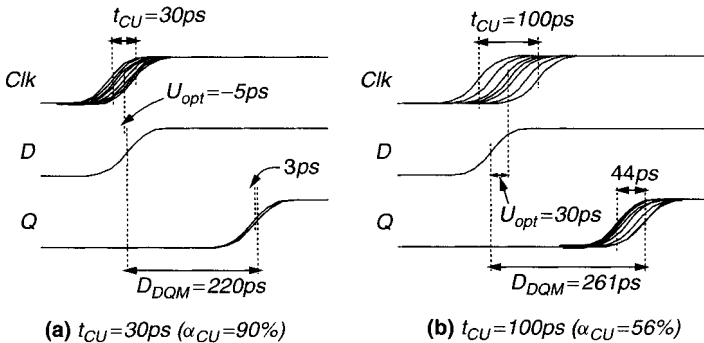 t_CU=30ps
Clk
U_opt=−5ps
D
3ps
Q
D_DQM=220ps
(a) t_CU=30ps (α_CU=90%)
t_CU=100ps
Clk
D
44ps
U_opt=30ps
Q
D_DQM=261ps
(b) t_CU=100ps (α_CU=56%)